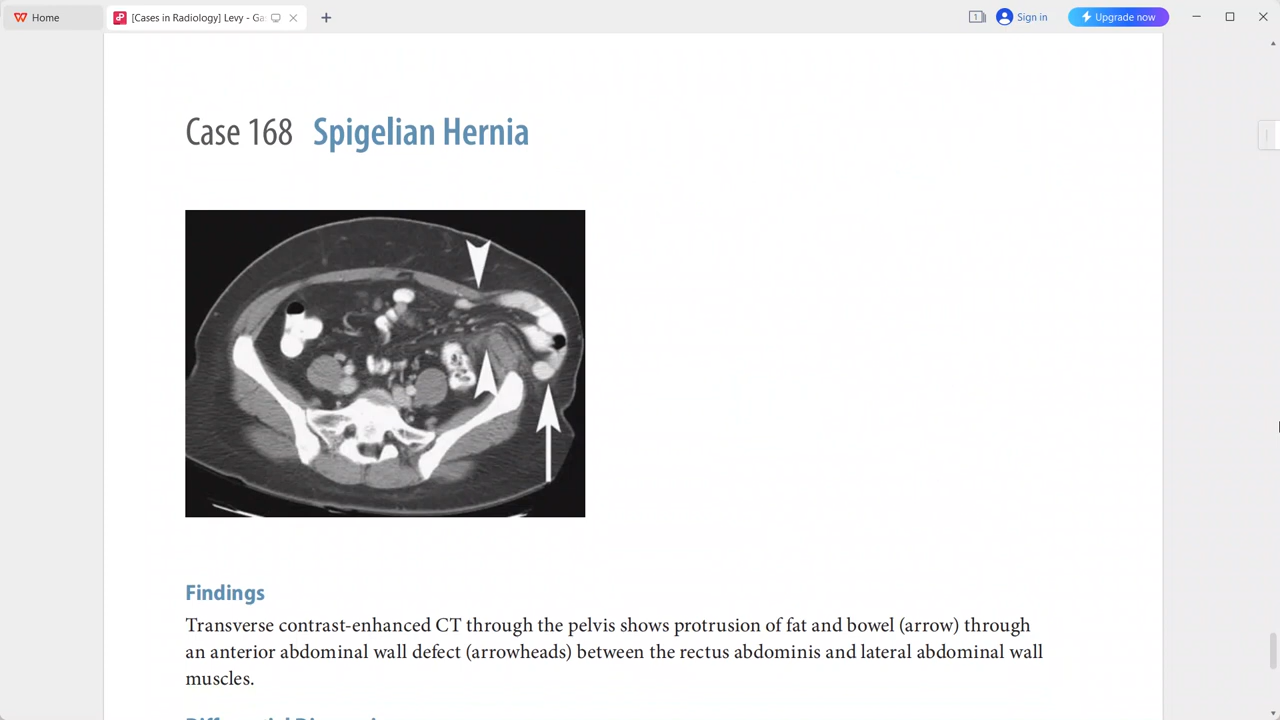 Home
[Cases in Radiology] Levy - Ga
1
Sign in
Upgrade now
Case 168 Spigelian Hernia
Findings
Transverse contrast-enhanced CT through the pelvis shows protrusion of fat and bowel (arrow) through
an anterior abdominal wall defect (arrowheads) between the rectus abdominis and lateral abdominal wall
muscles.